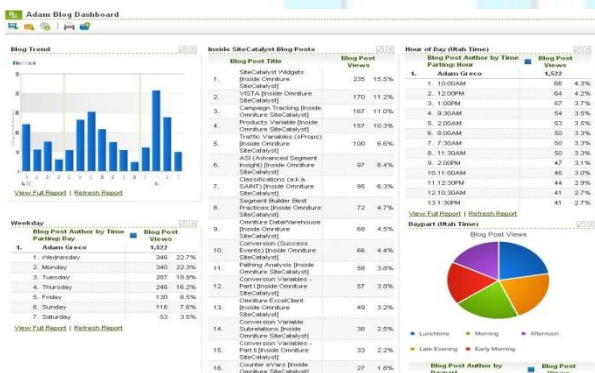 Adam Blog Dashboard
Blog Trend
View Full Report | Refresh Report
Weekday
Blog Post Author by Time Parting: Day Blog Post Views
1. Adam Greco 1,522
1. Wednesday 346 22.7%
2. Monday 340 22.3%
3. Tuesday 287 18.9%
4. Thursday 246 16.2%
5. Friday 130 8.5%
6. Sunday 116 7.6%
7. Saturday 53 3.5%
View Full Report | Refresh Report
Inside SiteCatalyst Blog Posts
Blog Post Title Blog Post Views
1. SiteCatalyst Widgets [Inside Omniture SiteCatalyst] 235 15.5%
2. VISTA [Inside Omniture SiteCatalyst] 170 11.2%
3. Campaign Tracking [Inside Omniture SiteCatalyst] 167 11.0%
4. Products Variable [Inside Omniture SiteCatalyst] 157 10.3%
5. Traffic Variables (sProps) [Inside Omniture SiteCatalyst] 100 6.6%
6. ASI (Advanced Segment Insight) [Inside Omniture SiteCatalyst] 97 6.4%
7. Classifications (a.k.a. SAINT) [Inside Omniture SiteCatalyst] 95 6.3%
8. Segment Builder Best Practices [Inside Omniture SiteCatalyst] 72 4.7%
9. Omniture DataWarehouse [Inside Omniture SiteCatalyst] 68 4.5%
10. Conversion (Success Events) [Inside Omniture SiteCatalyst] 66 4.4%
11. Pathing Analysis [Inside Omniture SiteCatalyst] 58 3.8%
12. Conversion Variables - Part I [Inside Omniture SiteCatalyst] 57 3.8%
13. Omniture ExcelClient [Inside Omniture SiteCatalyst] 49 3.2%
14. Conversion Variable Subrelations [Inside Omniture SiteCatalyst] 38 2.5%
15. Conversion Variables - Part II [Inside Omniture SiteCatalyst] 33 2.2%
16. Counter eVars [Inside Omniture SiteCatalyst] 27 1.8%
Hour of Day (Utah Time)
Blog Post Author by Time Parting: Hour Blog Post Views
1. Adam Greco 1,522
1. 10:00AM 66 4.3%
2. 12:00PM 64 4.2%
3. 1:00PM 57 3.7%
4. 9:30AM 54 3.5%
5. 2:00AM 53 3.5%
6. 8:00AM 50 3.3%
7. 7:30AM 50 3.3%
8. 11:30AM 50 3.3%
9. 2:00PM 47 3.1%
10. 11:00AM 46 3.0%
11. 12:30PM 44 2.9%
12. 10:30AM 41 2.7%
13. 1:30PM 41 2.7%
View Full Report | Refresh Report
Daypart (Utah Time)
Blog Post Views
Lunchtime Morning Afternoon
Late Evening Early Morning
Blog Post Author by Daypart Blog Post Views